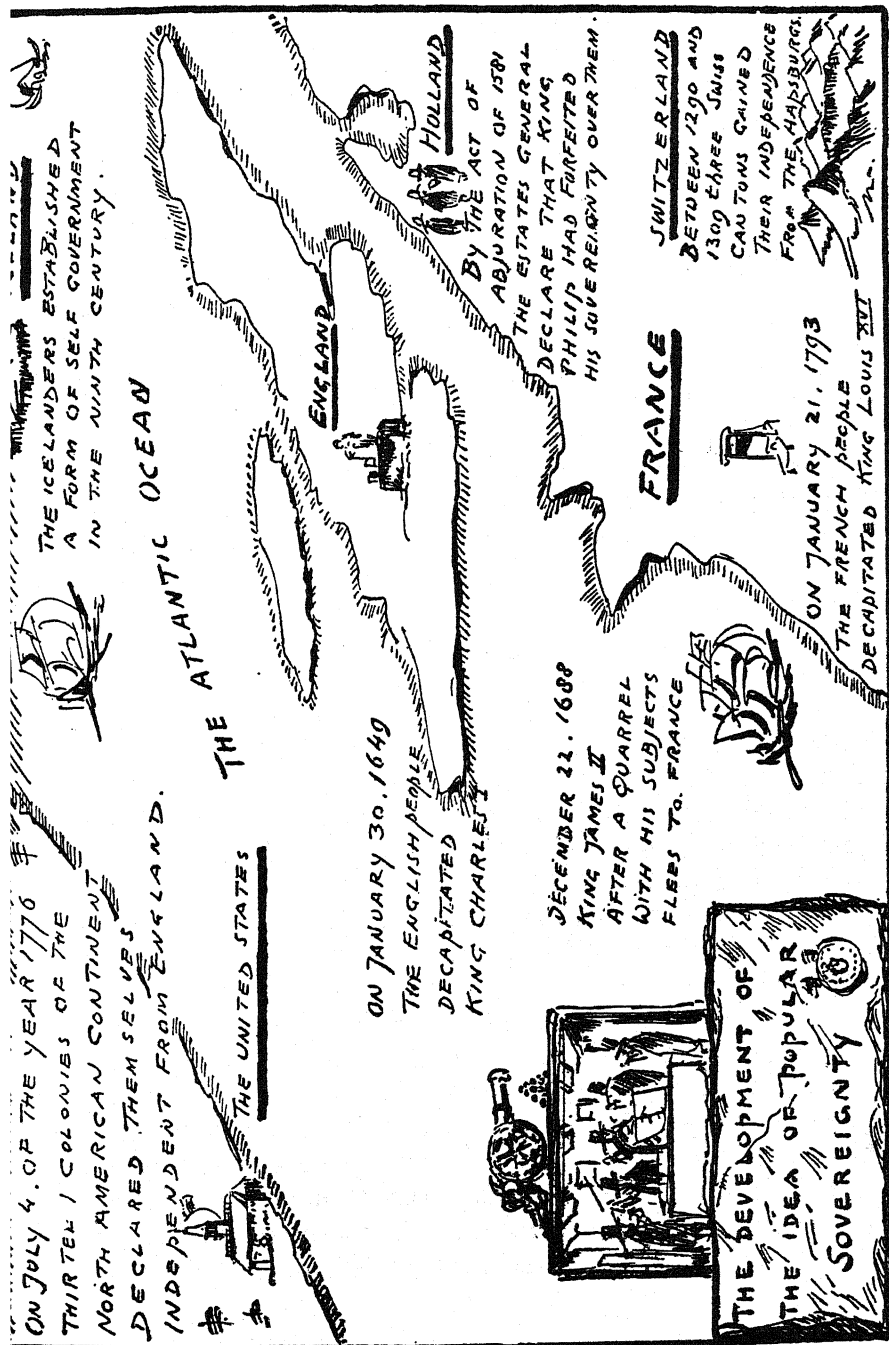 THE ICELANDERS ESTABLISHED
A FORM OF SELF GOVERNMENT
IN THE NINTH CENTURY.
ON JULY 4. OF THE YEAR 1776
THIRTEEN COLONIES OF THE
NORTH AMERICAN CONTINENT
DECLARED THEMSELVES
INDEPENDENT FROM ENGLAND.
THE UNITED STATES
THE ATLANTIC OCEAN
ENGLAND
ON JANUARY 30. 1649
THE ENGLISH PEOPLE
DECAPITATED
KING CHARLES I
HOLLAND
BY THE ACT OF
ABJURATION OF 1581
THE ESTATES GENERAL
DECLARE THAT KING
PHILIP HAD FORFEITED
HIS SOVEREIGNTY OVER THEM.
DECEMBER 22. 1688
KING JAMES II
AFTER A QUARREL
WITH HIS SUBJECTS
FLEES TO FRANCE
SWITZERLAND
BETWEEN 1290 AND
1309 three SWISS
CANTONS GAINED
THEIR INDEPENDENCE
FROM THE HAPSBURGS.
FRANCE
ON JANUARY 21. 1793
THE FRENCH PEOPLE
DECAPITATED KING LOUIS XVI
THE DEVELOPMENT OF
THE IDEA OF POPULAR
SOVEREIGNTY